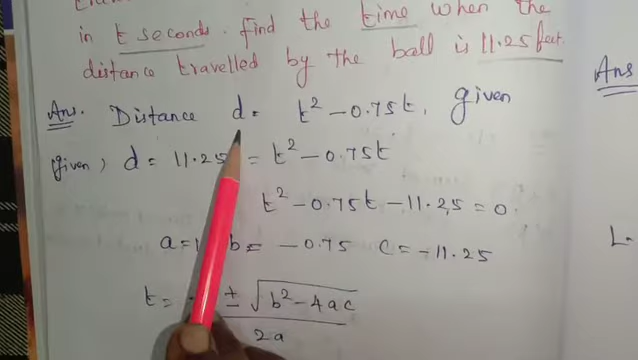 time when the
in t seconds. find the
distance travelled by the ball is 11.25 feet.
Ans. Distance d = t² - 0.75t, given
given, d = 11.25 = t² - 0.75t
t² - 0.75t - 11.25 = 0.
a = 1 b = -0.75 C = -11.25
t = ± √b² - 4ac
2a
Ans
L-